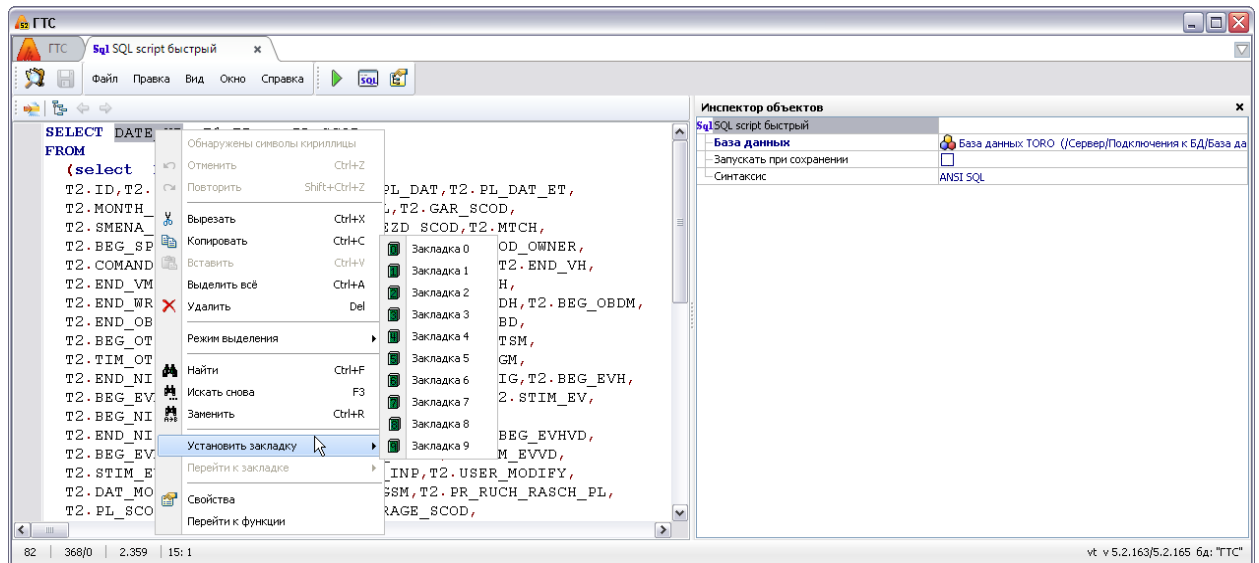 ГТС
ГТС Sql SQL script быстрый x
Файл Правка Вид Окно Справка SQL
Инспектор объектов x
Sql SQL script быстрый
База данных База данных TORO (/Сервер/Подключения к БД/База да
Запускать при сохранении
Синтаксис ANSI SQL
SELECT DATE
FROM
(select
T2.ID,T2. PL_DAT,T2.PL_DAT_ET,
T2.MONTH_ ,T2.GAR_SCOD,
T2.SMENA_ EZD_SCOD,T2.MTCH,
T2.BEG_SP OD_OWNER,
T2.COMAND T2.END_VH,
T2.END_VM H,
T2.END_WR DH,T2.BEG_OBDM,
T2.END_OB BD,
T2.BEG_OT TSM,
T2.TIM_OT GM,
T2.END_NI IG,T2.BEG_EVH,
T2.BEG_EV 2.STIM_EV,
T2.BEG_NI
T2.END_NI BEG_EVHVD,
T2.BEG_EV M_EVVD,
T2.STIM_E _INP,T2.USER_MODIFY,
T2.DAT_MO GSM,T2.PR_RUCH_RASCH_PL,
T2.PL_SCO RAGE_SCOD,
Обнаружены символы кириллицы
Отменить Ctrl+Z
Повторить Shift+Ctrl+Z
Вырезать Ctrl+X
Копировать Ctrl+C
Вставить Ctrl+V
Выделить всё Ctrl+A
Удалить Del
Режим выделения
Найти Ctrl+F
Искать снова F3
Заменить Ctrl+R
Установить закладку
Перейти к закладке
Свойства
Перейти к функции
Закладка 0
Закладка 1
Закладка 2
Закладка 3
Закладка 4
Закладка 5
Закладка 6
Закладка 7
Закладка 8
Закладка 9
82 368/0 2.359 15: 1 vt v 5.2.163/5.2.165 бд: "ГТС"